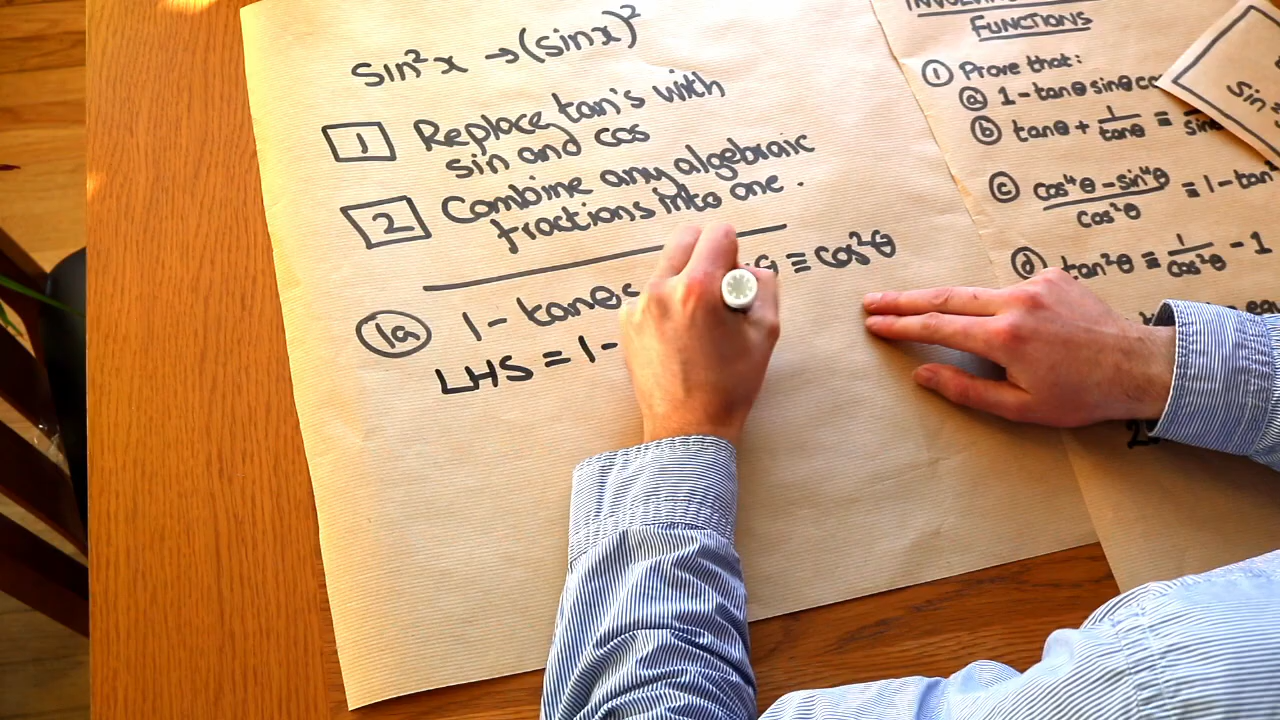 sin²x → (sinx)²
1 Replace tan's with
sin and cos
2 Combine any algebraic
fractions into one.
1a 1 - tanθ ≡ cos²θ
LHS = 1 -
FUNCTIONS
1 Prove that:
a 1 - tanθ sinθ
b tanθ + 1/tanθ ≡
c cos⁴θ - sin⁴θ / cos²θ ≡ 1 - tan
d tan²θ ≡ 1/cos²θ - 1
sin